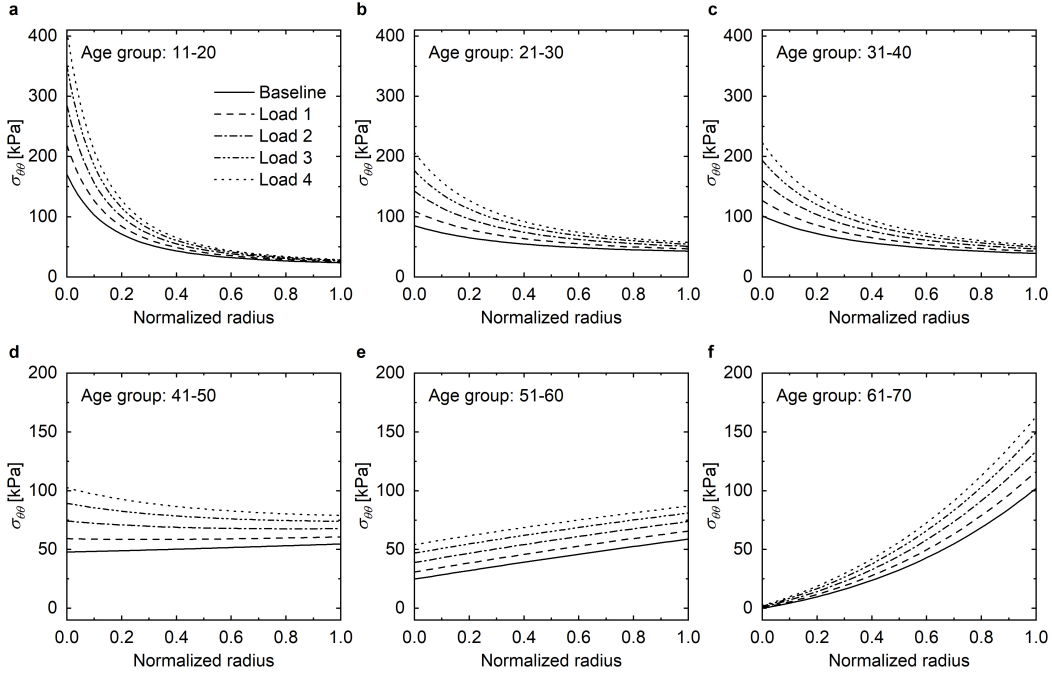 a
Age group: 11-20
Baseline
Load 1
Load 2
Load 3
Load 4
400
300
200
100
0
σθθ [kPa]
0.0 0.2 0.4 0.6 0.8 1.0
Normalized radius
b
Age group: 21-30
400
300
200
100
0
σθθ [kPa]
0.0 0.2 0.4 0.6 0.8 1.0
Normalized radius
c
Age group: 31-40
400
300
200
100
0
σθθ [kPa]
0.0 0.2 0.4 0.6 0.8 1.0
Normalized radius
d
Age group: 41-50
200
150
100
50
0
σθθ [kPa]
0.0 0.2 0.4 0.6 0.8 1.0
Normalized radius
e
Age group: 51-60
200
150
100
50
0
σθθ [kPa]
0.0 0.2 0.4 0.6 0.8 1.0
Normalized radius
f
Age group: 61-70
200
150
100
50
0
σθθ [kPa]
0.0 0.2 0.4 0.6 0.8 1.0
Normalized radius